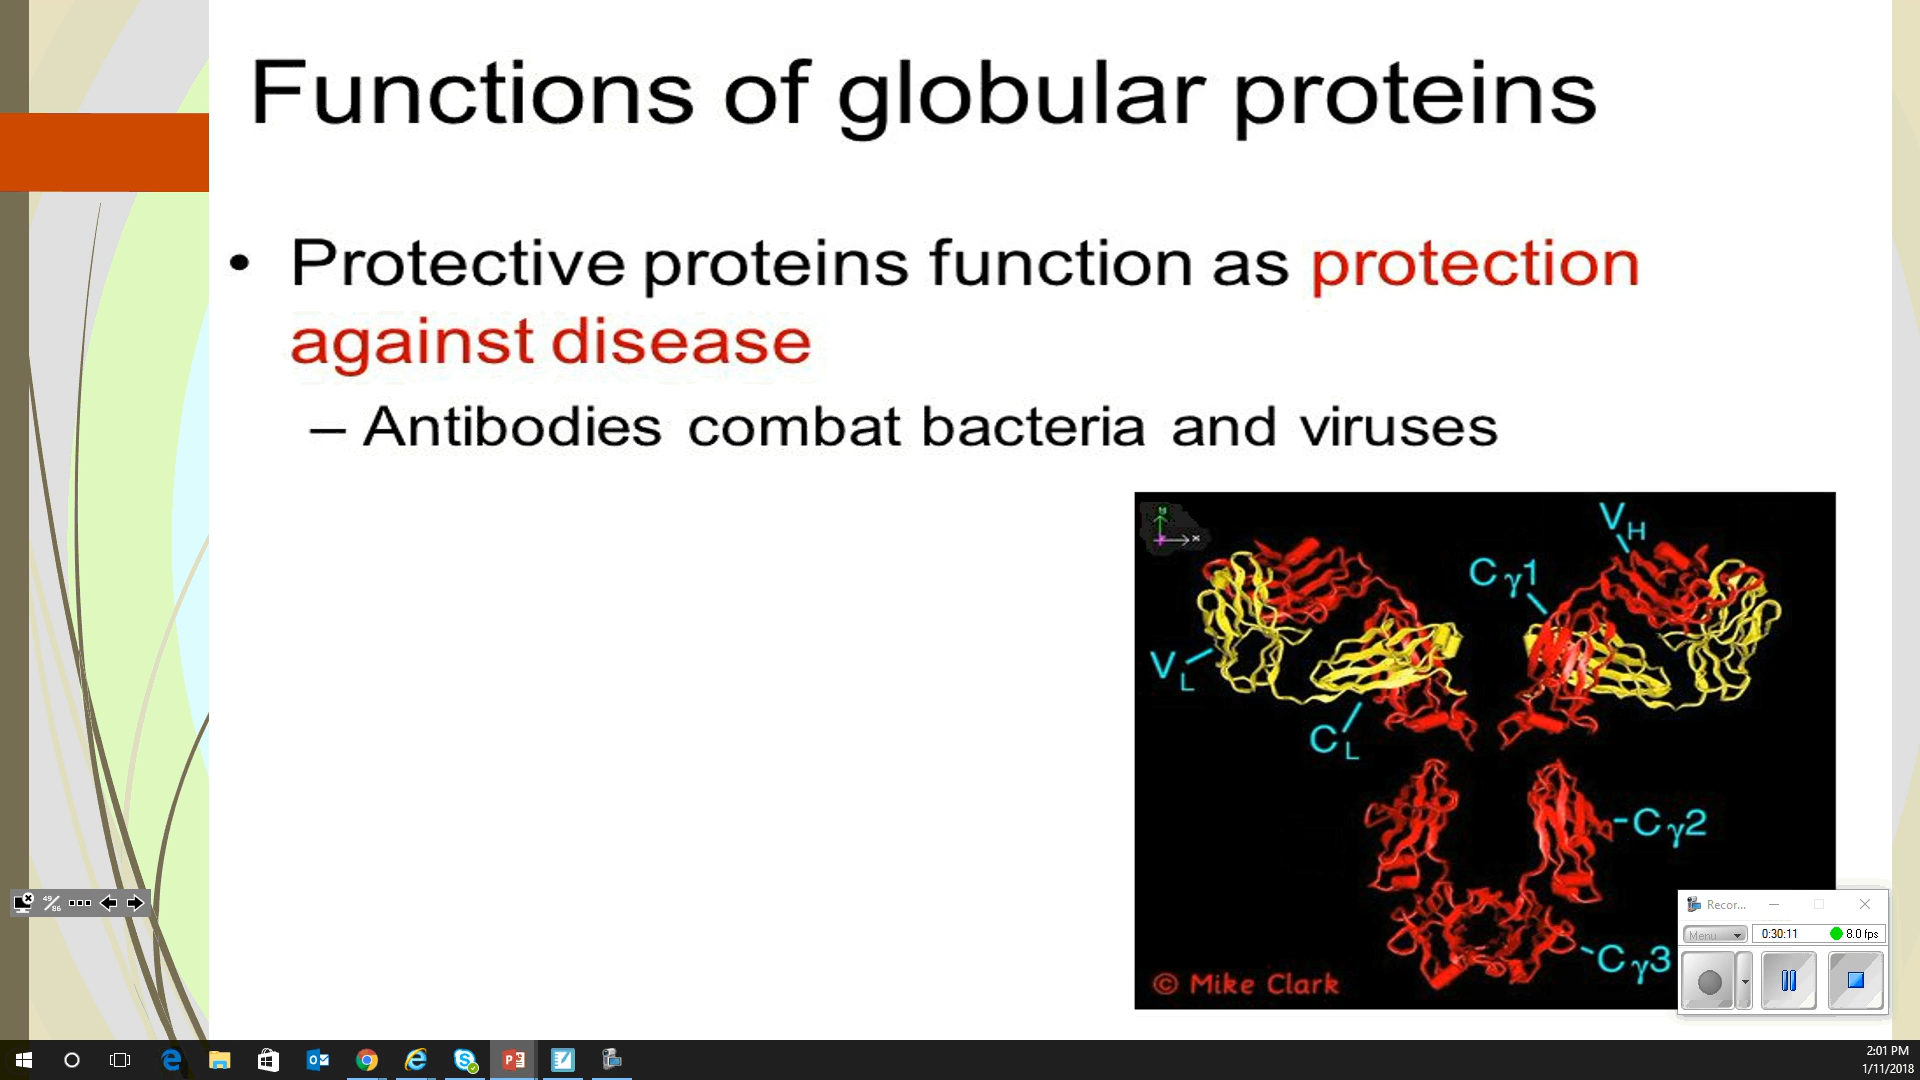 Functions of globular proteins
• Protective proteins function as protection
against disease
– Antibodies combat bacteria and viruses
VH
Cγ1
VL
CL
Cγ2
Cγ3
© Mike Clark
49/86
Recor...
Menu
0:30:11
8.0 fps
2:01 PM
1/11/2018